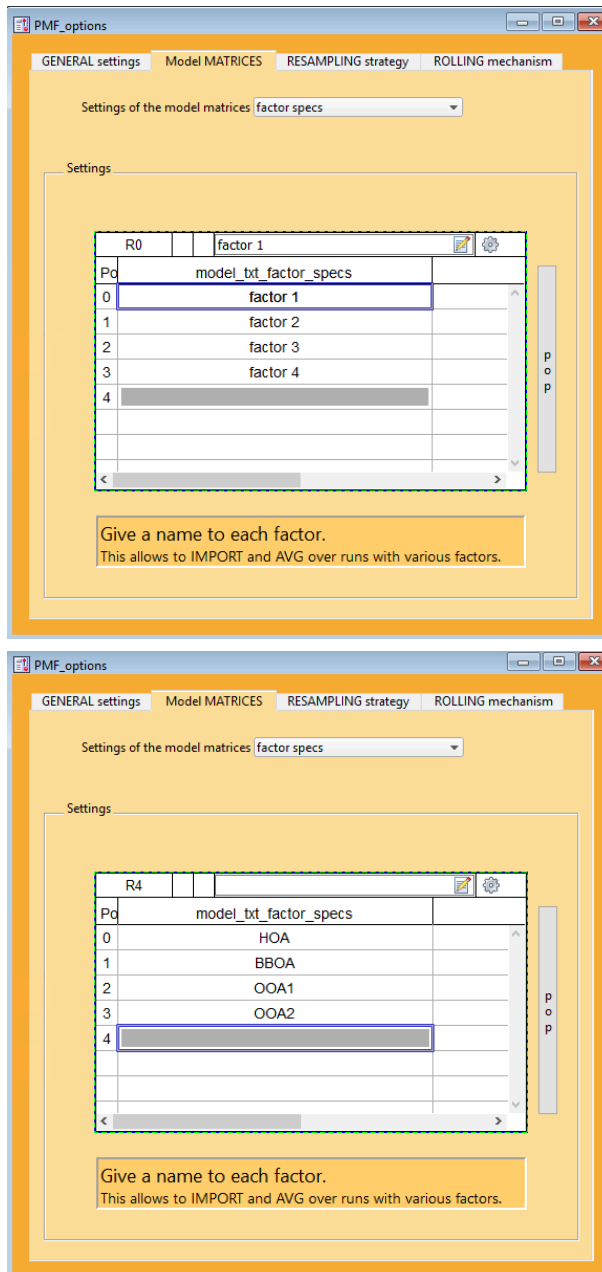 PMF_options
GENERAL settings Model MATRICES RESAMPLING strategy ROLLING mechanism
Settings of the model matrices factor specs
Settings
R0 factor 1
Po model_txt_factor_specs
0 factor 1
1 factor 2
2 factor 3
3 factor 4
4
p
o
p
Give a name to each factor.
This allows to IMPORT and AVG over runs with various factors.
PMF_options
GENERAL settings Model MATRICES RESAMPLING strategy ROLLING mechanism
Settings of the model matrices factor specs
Settings
R4
Po model_txt_factor_specs
0 HOA
1 BBOA
2 OOA1
3 OOA2
4
p
o
p
Give a name to each factor.
This allows to IMPORT and AVG over runs with various factors.